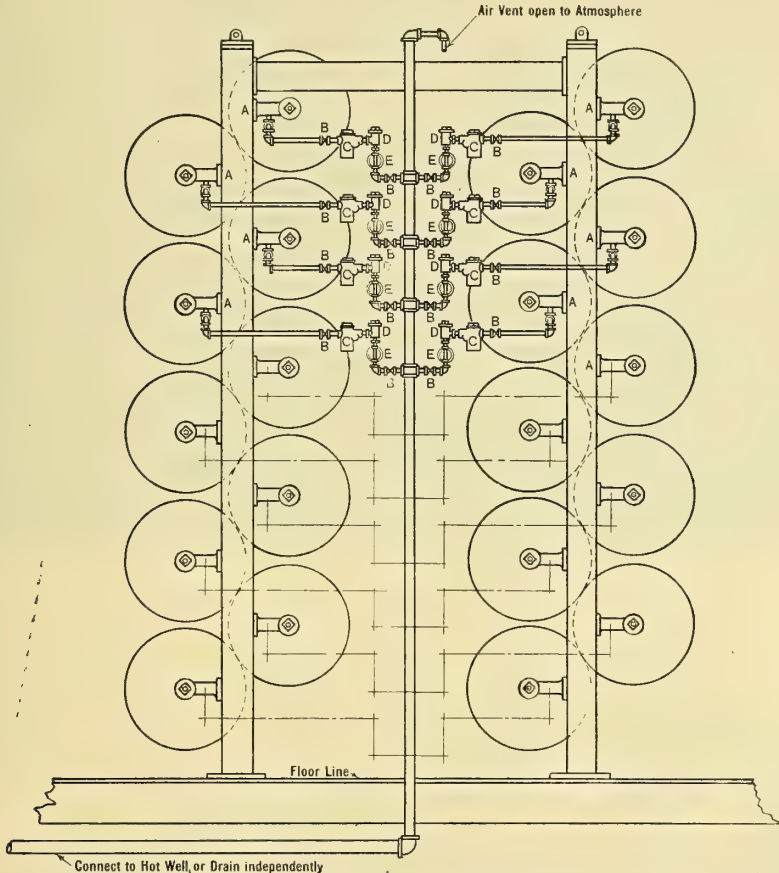 Air Vent open to Atmosphere
A A
B
D D
C C
B
E E
A A
B B
D D
C C
B B
E E
A A
B B
B
D D
C C
B
E E
A A
B B
D D
C C
B B
E E
A
B B
Floor Line
Connect to Hot Well, or Drain independently